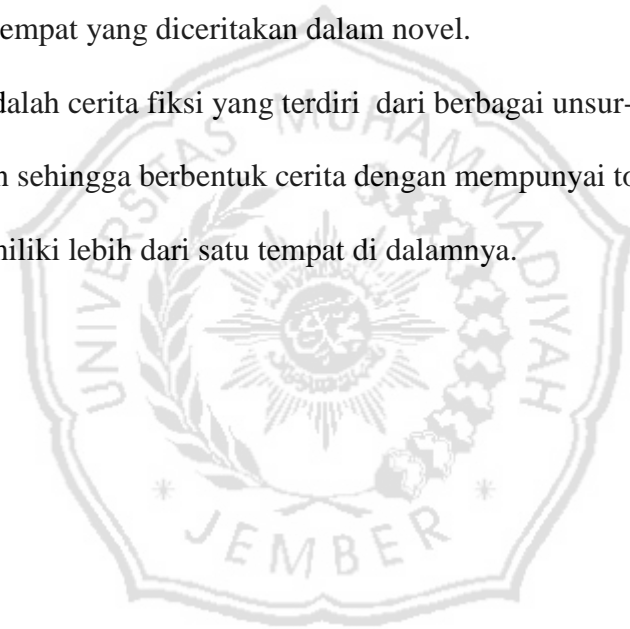 empat yang diceritakan dalam novel.
dalah cerita fiksi yang terdiri dari berbagai unsur-
n sehingga berbentuk cerita dengan mempunyai to
niliki lebih dari satu tempat di dalamnya.
UNIVERSITAS MUHAMMADIYAH
JEMBER